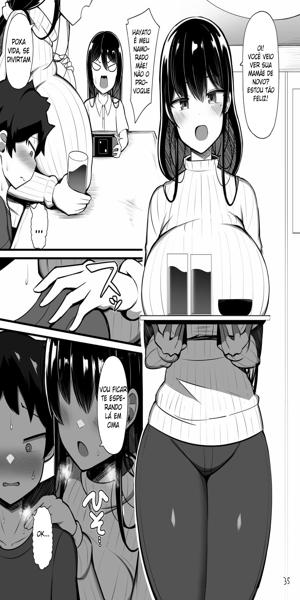 OI!
VOCÊ VEIO
VER SUA
MAMÃE DE
NOVO?
ESTOU TÃO
FELIZ!
HAYATO
É MEU
NAMO-
RADO
MÃE!
NÃO O
PRO-
VOQUE
POXA
VIDA, SE
DIVIRTAM
...
VOU FICAR
TE ESPE-
RANDO
LÁ EM
CIMA
OK...
35